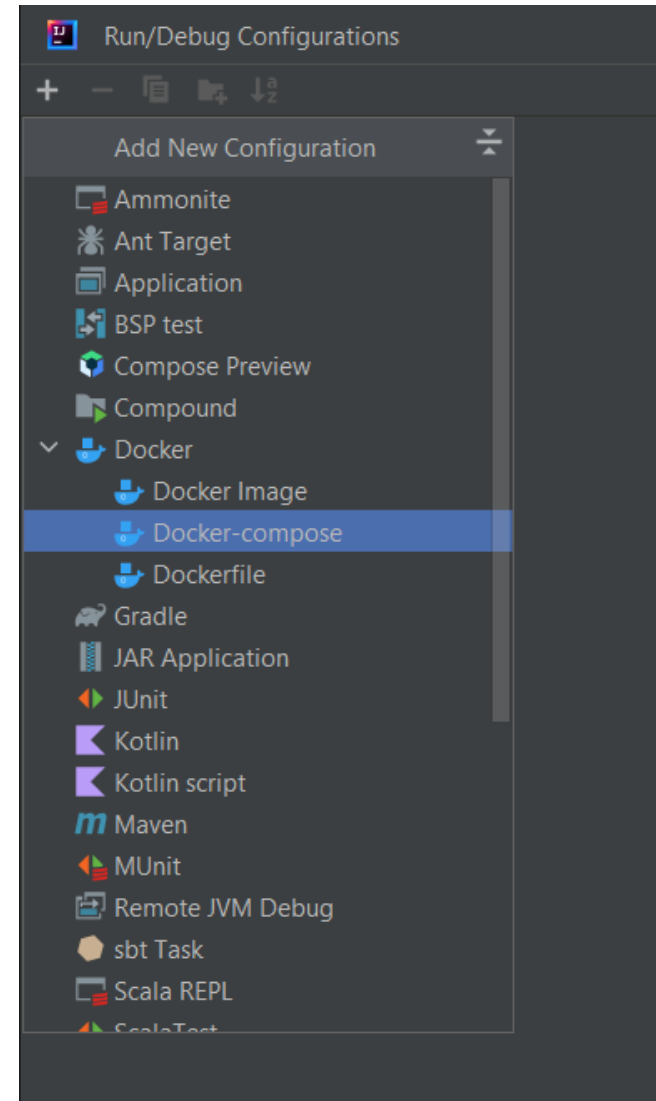 Run/Debug Configurations
Add New Configuration
Ammonite
Ant Target
Application
BSP test
Compose Preview
Compound
Docker
Docker Image
Docker-compose
Dockerfile
Gradle
JAR Application
JUnit
Kotlin
Kotlin script
Maven
MUnit
Remote JVM Debug
sbt Task
Scala REPL
ScalaTest